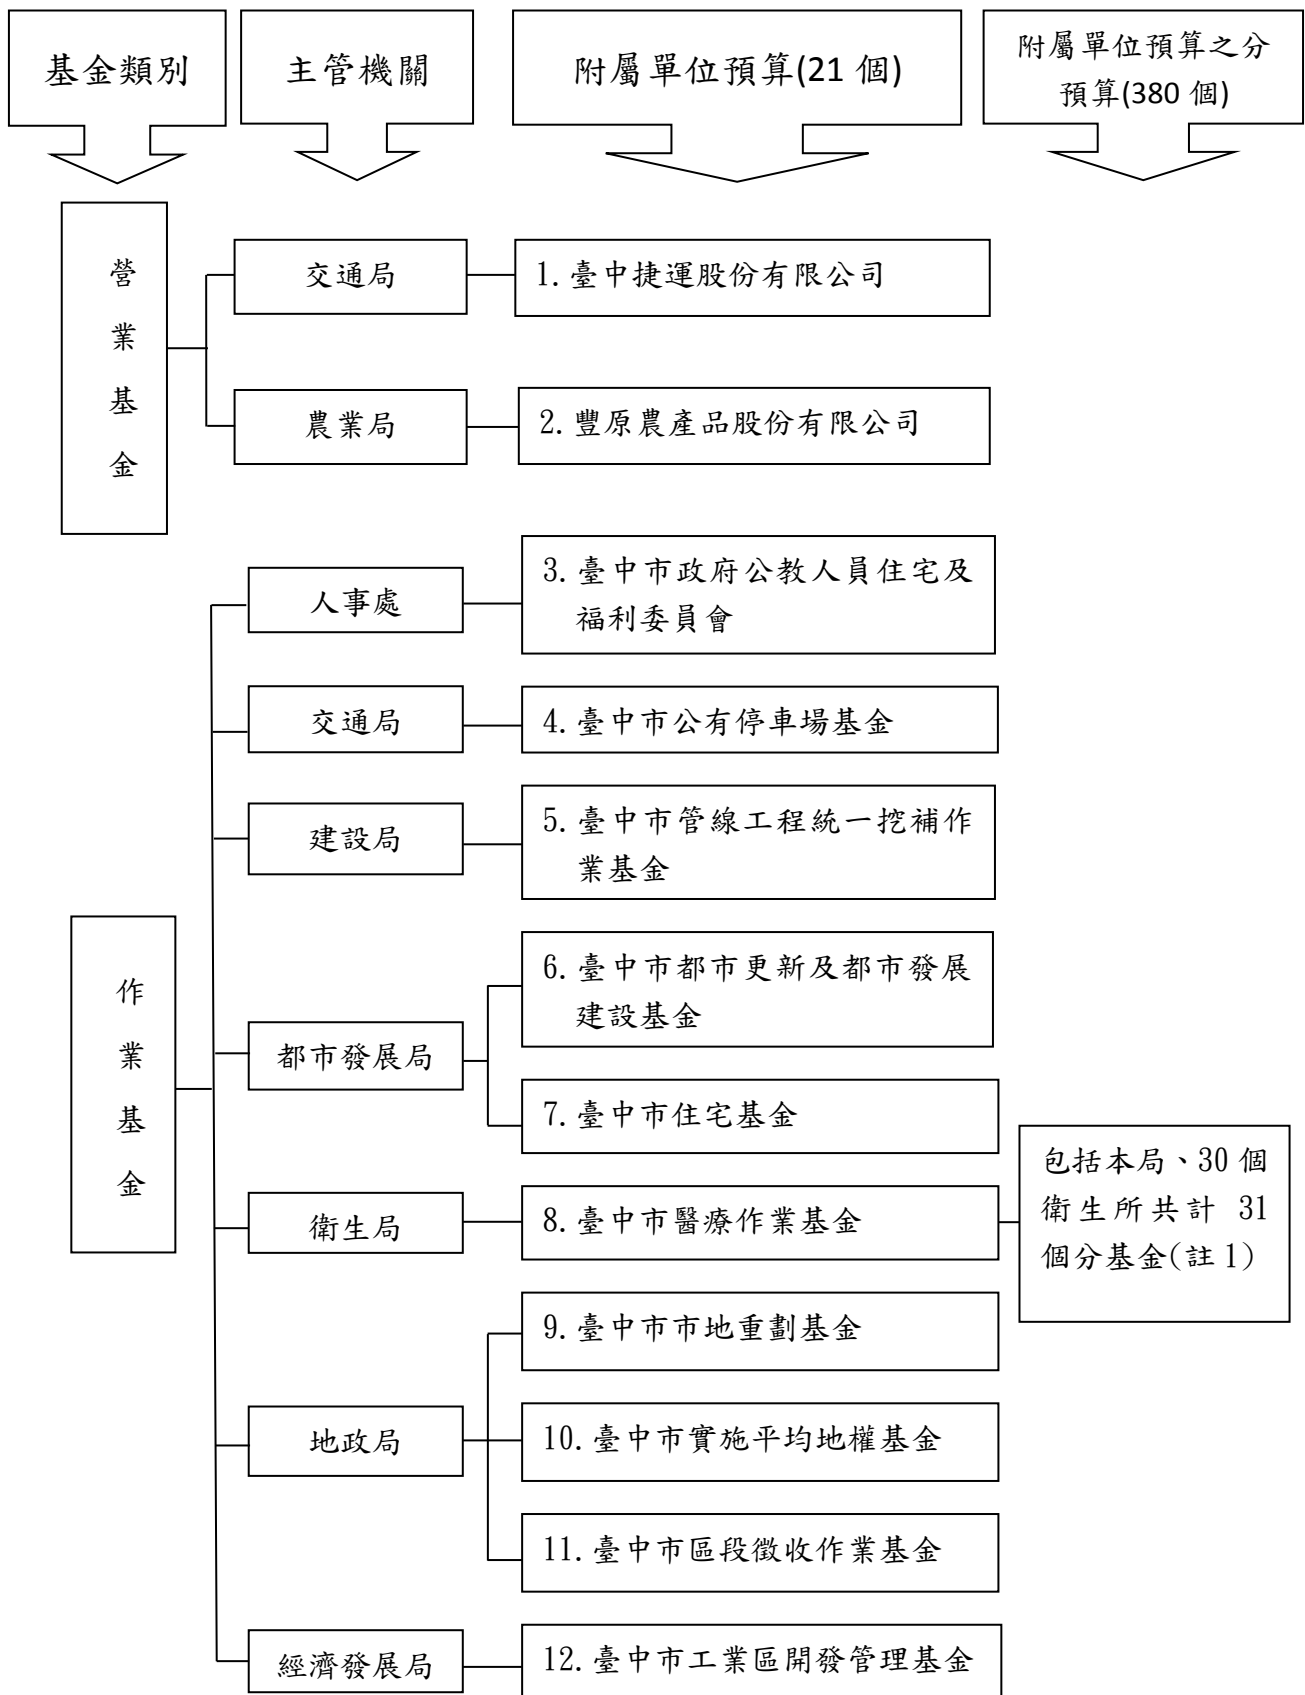 基金類別
主管機關
附屬單位預算(21 個)
附屬單位預算之分
預算(380 個)
營
業
基
金
交通局
1. 臺中捷運股份有限公司
農業局
2. 豐原農產品股份有限公司
作
業
基
金
人事處
3. 臺中市政府公教人員住宅及
福利委員會
交通局
4. 臺中市公有停車場基金
建設局
5. 臺中市管線工程統一挖補作
業基金
都市發展局
6. 臺中市都市更新及都市發展
建設基金
7. 臺中市住宅基金
衛生局
8. 臺中市醫療作業基金
包括本局、30 個
衛生所共計 31
個分基金(註 1)
地政局
9. 臺中市市地重劃基金
10. 臺中市實施平均地權基金
11. 臺中市區段徵收作業基金
經濟發展局
12. 臺中市工業區開發管理基金